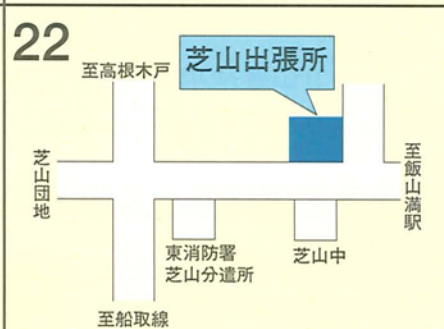 22
至高根木戸
芝山出張所
芝山団地
至飯山満駅
東消防署
芝山分遣所
芝山中
至船取線